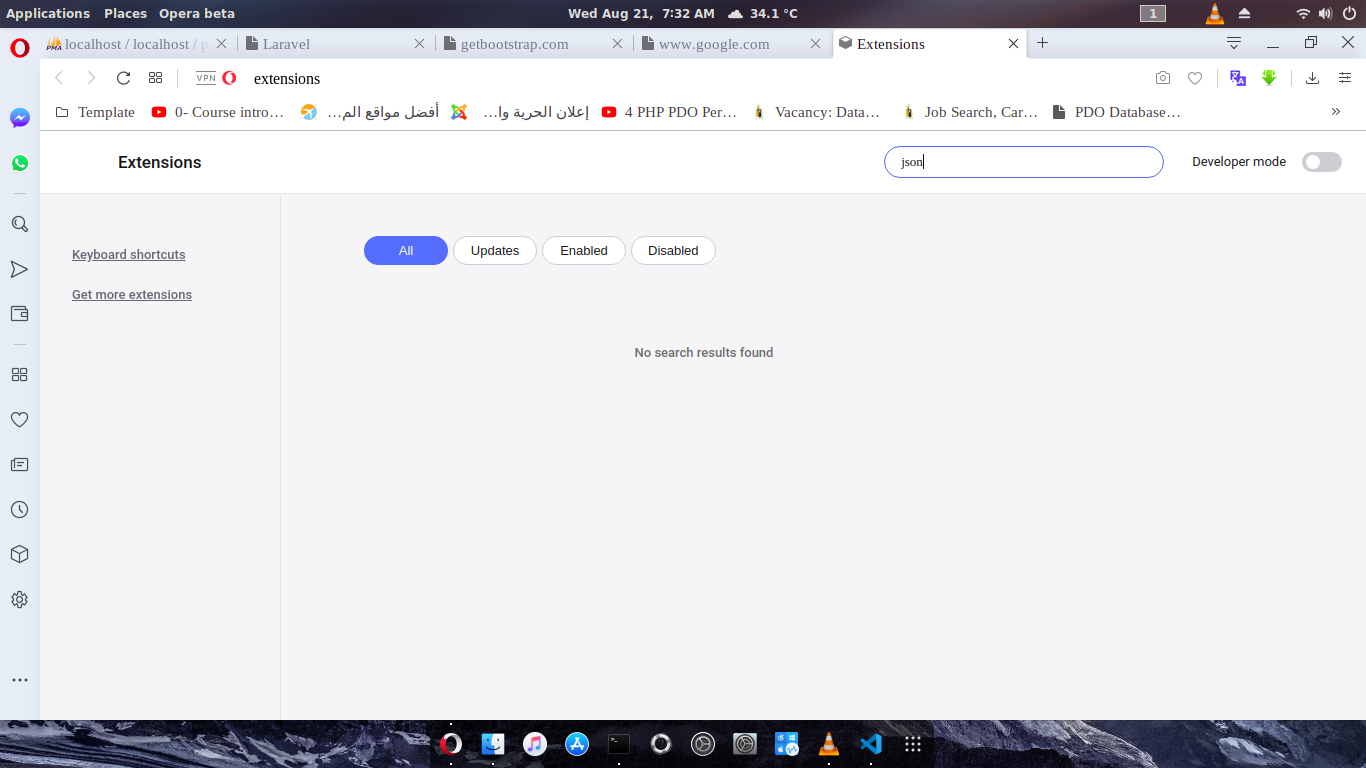 Applications Places Opera beta Wed Aug 21, 7:32 AM 34.1 °C 1
localhost / localhost / p Laravel getbootstrap.com www.google.com Extensions
VPN extensions
Template 0- Course intro… أفضل مواقع الم… إعلان الحرية وا… 4 PHP PDO Per… Vacancy: Data… Job Search, Car… PDO Database… »
Extensions json Developer mode
All Updates Enabled Disabled
Keyboard shortcuts
Get more extensions
No search results found